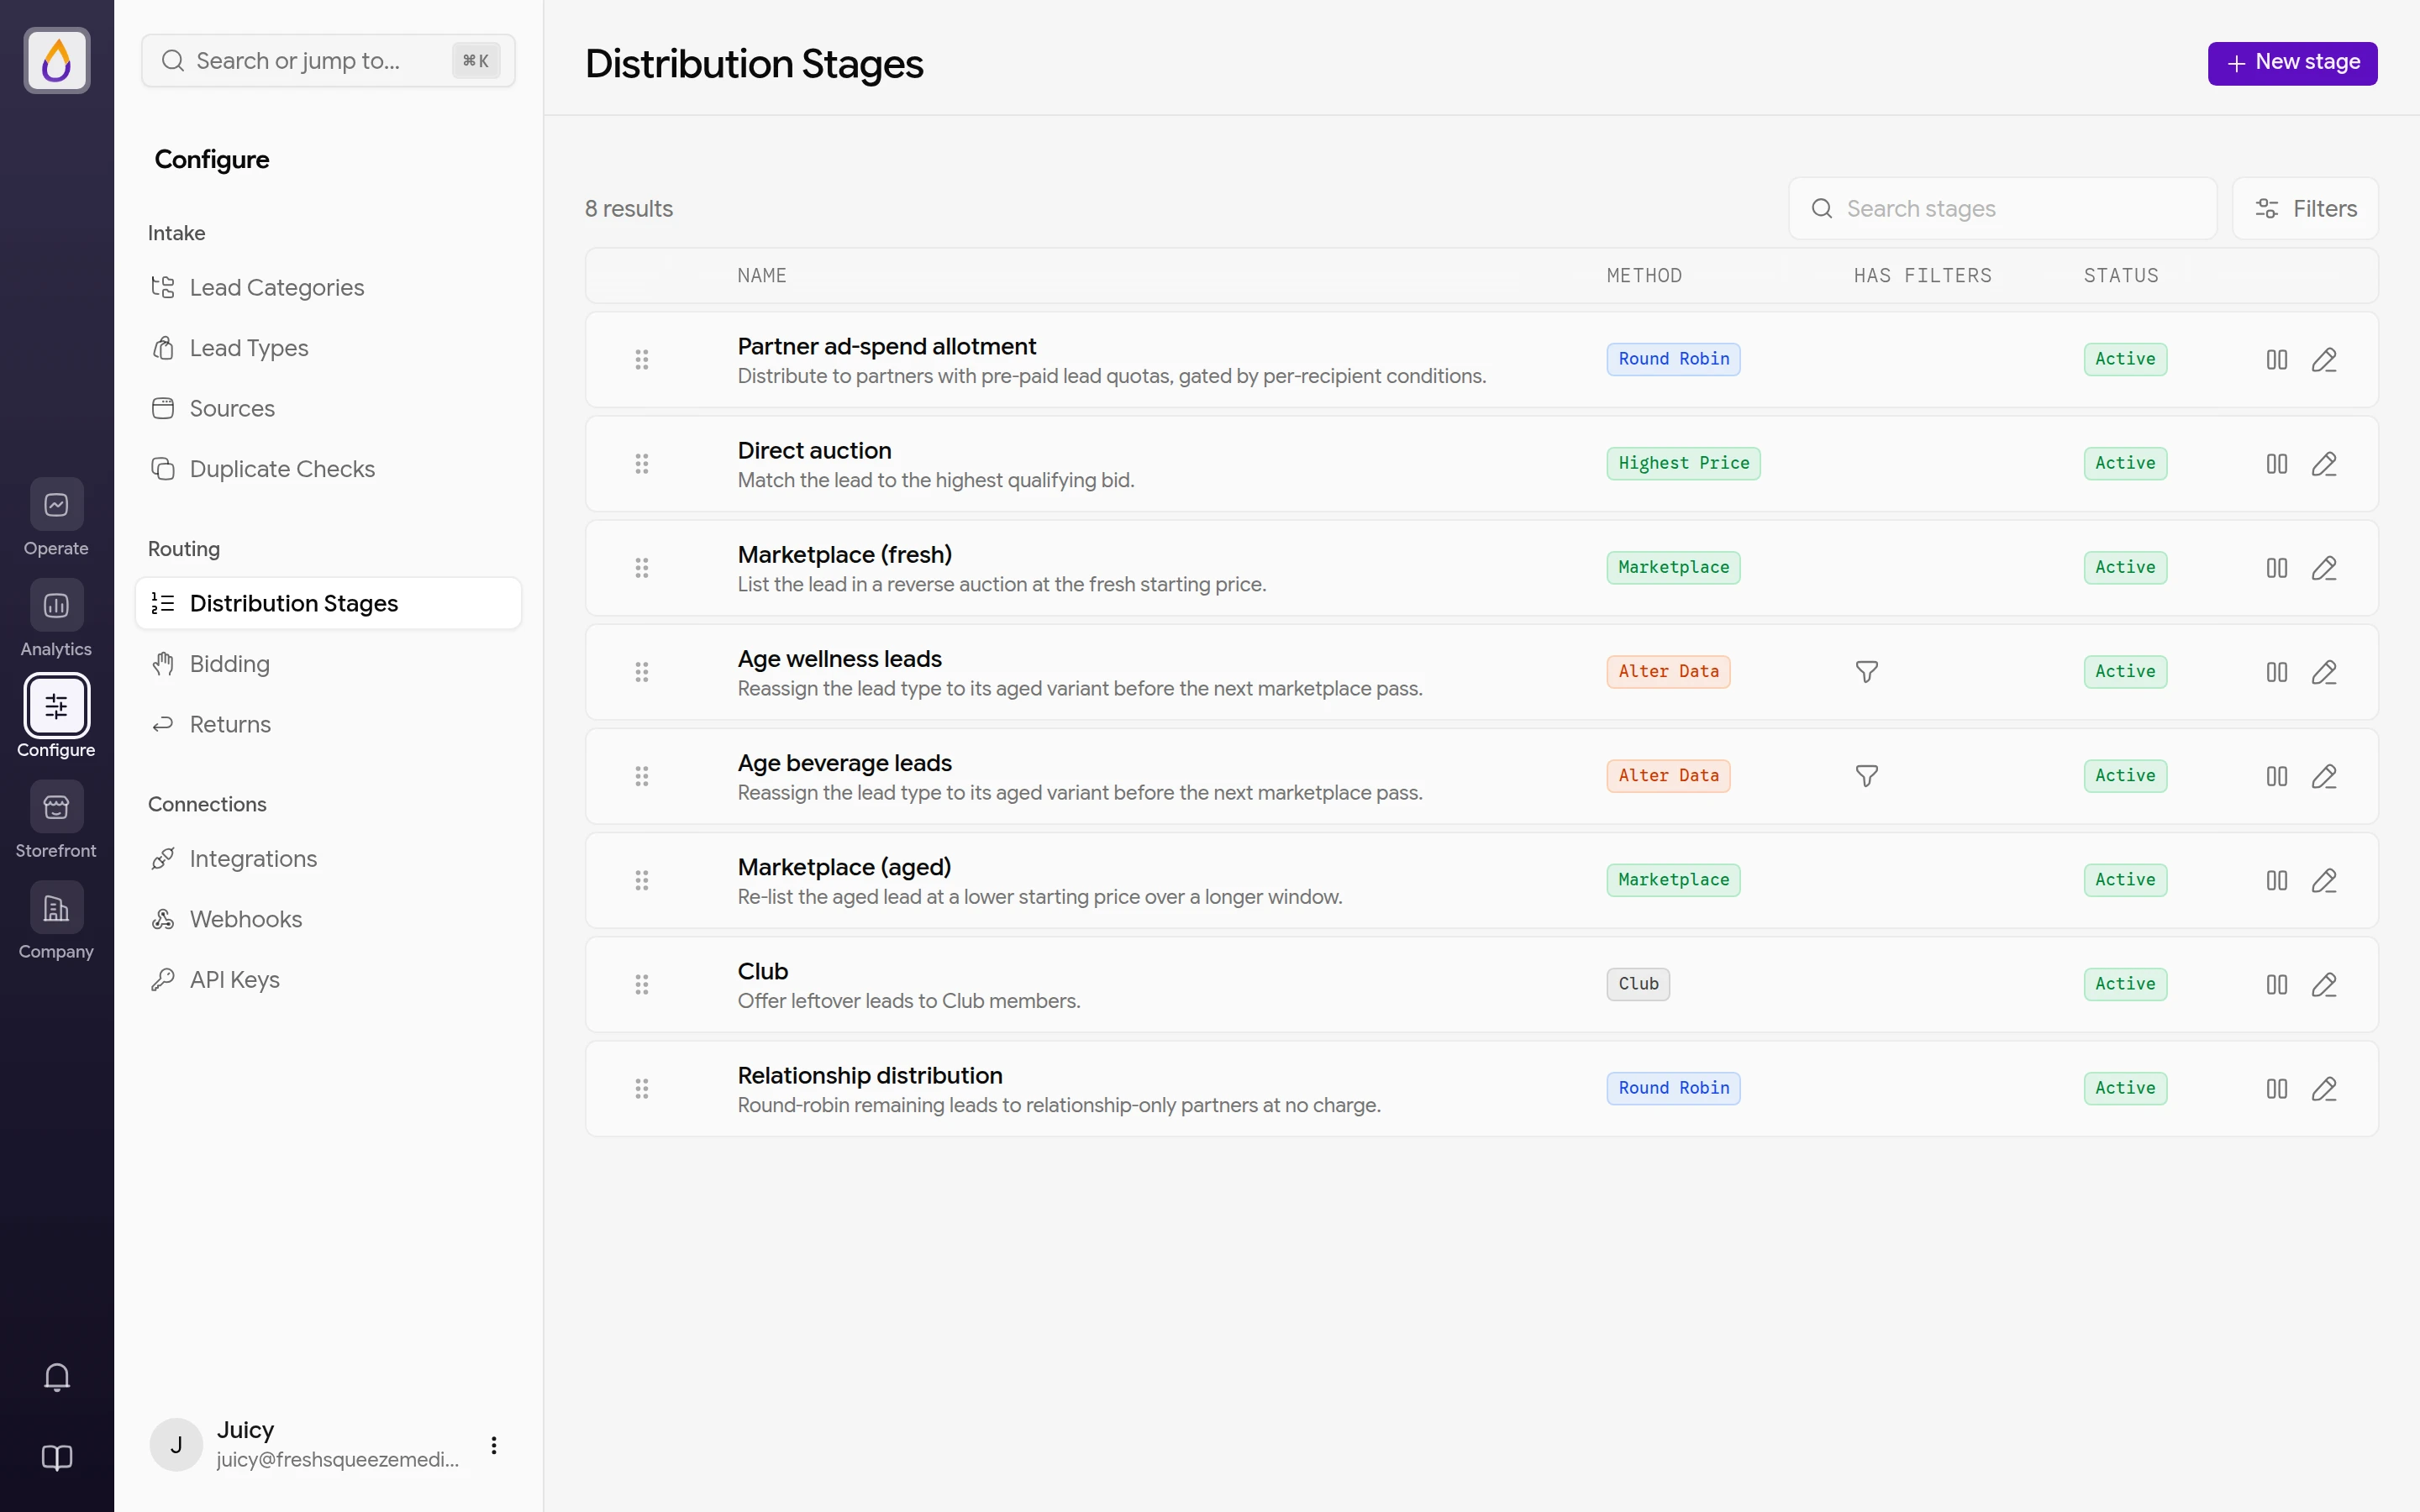 Search or jump to...
⌘ K
Configure
Intake
Lead Categories
Lead Types
Sources
Duplicate Checks
Routing
Distribution Stages
Bidding
Returns
Connections
Integrations
Webhooks
API Keys
Operate
Analytics
Configure
Storefront
Company
J
Juicy
juicy@freshsqueezemedi...
Distribution Stages
New stage
8 results
Search stages
Filters
NAME METHOD HAS FILTERS STATUS
Partner ad-spend allotment
Distribute to partners with pre-paid lead quotas, gated by per-recipient conditions.
Round Robin
Active
Direct auction
Match the lead to the highest qualifying bid.
Highest Price
Active
Marketplace (fresh)
List the lead in a reverse auction at the fresh starting price.
Marketplace
Active
Age wellness leads
Reassign the lead type to its aged variant before the next marketplace pass.
Alter Data
Active
Age beverage leads
Reassign the lead type to its aged variant before the next marketplace pass.
Alter Data
Active
Marketplace (aged)
Re-list the aged lead at a lower starting price over a longer window.
Marketplace
Active
Club
Offer leftover leads to Club members.
Club
Active
Relationship distribution
Round-robin remaining leads to relationship-only partners at no charge.
Round Robin
Active